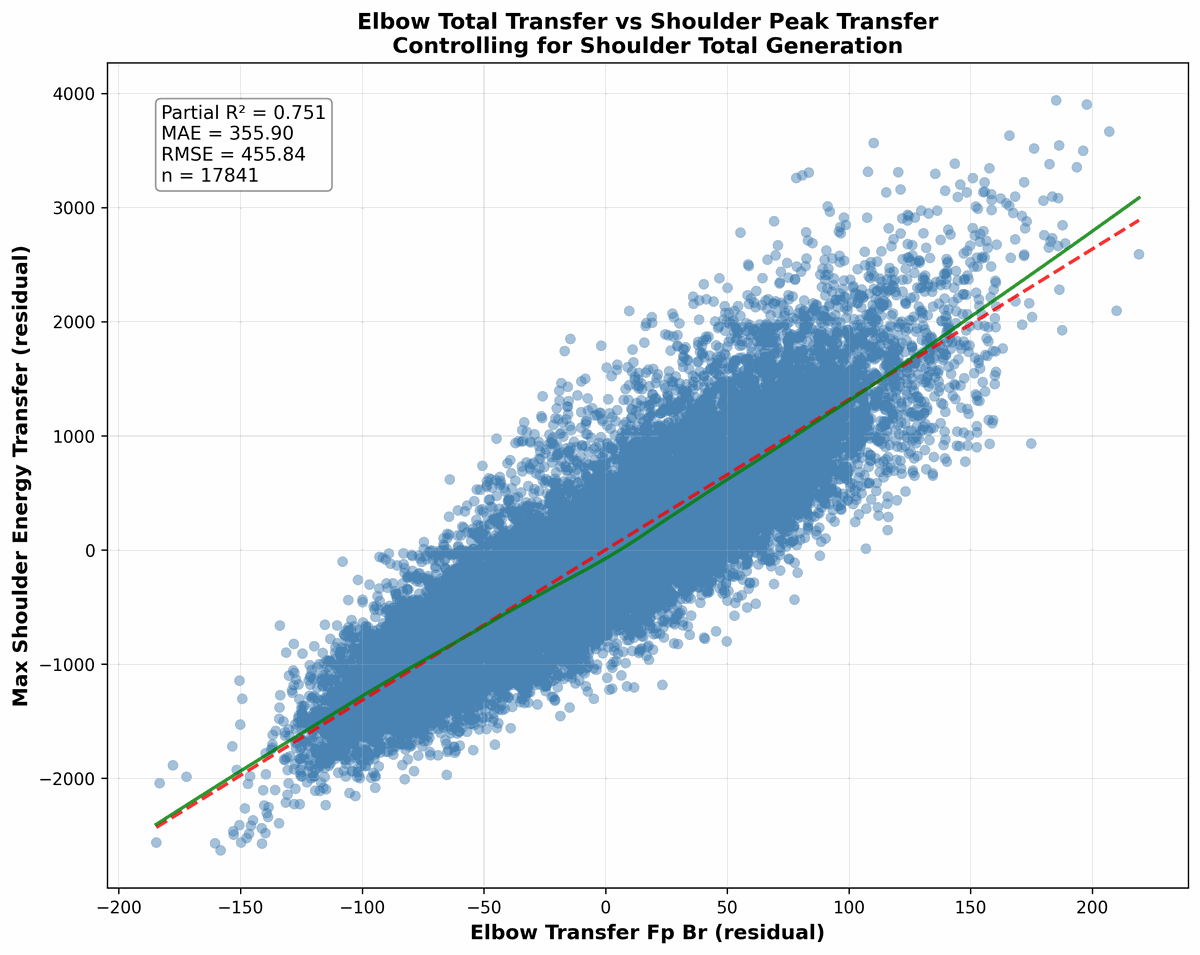 Elbow Total Transfer vs Shoulder Peak Transfer
Controlling for Shoulder Total Generation
Partial R² = 0.751
MAE = 355.90
RMSE = 455.84
n = 17841
4000
3000
2000
1000
0
−1000
−2000
Max Shoulder Energy Transfer (residual)
−200 −150 −100 −50 0 50 100 150 200
Elbow Transfer Fp Br (residual)